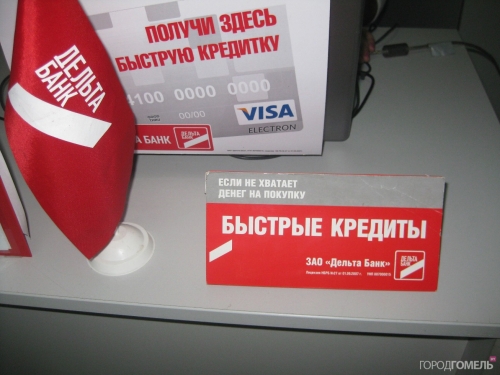 ПОЛУЧИ ЗДЕСЬ
БЫСТРУЮ КРЕДИТКУ
4100 0000 0000
00/00
VISA
ELECTRON
ТА БАНК
ДЕЛЬТА
БАНК
ДЕЛЬТА
БАНК
ЕСЛИ НЕ ХВАТАЕТ
ДЕНЕГ НА ПОКУПКУ
БЫСТРЫЕ КРЕДИТЫ
ЗАО «Дельта Банк»
ДЕЛЬТА
БАНК
ГОРОДГОМЕЛЬ